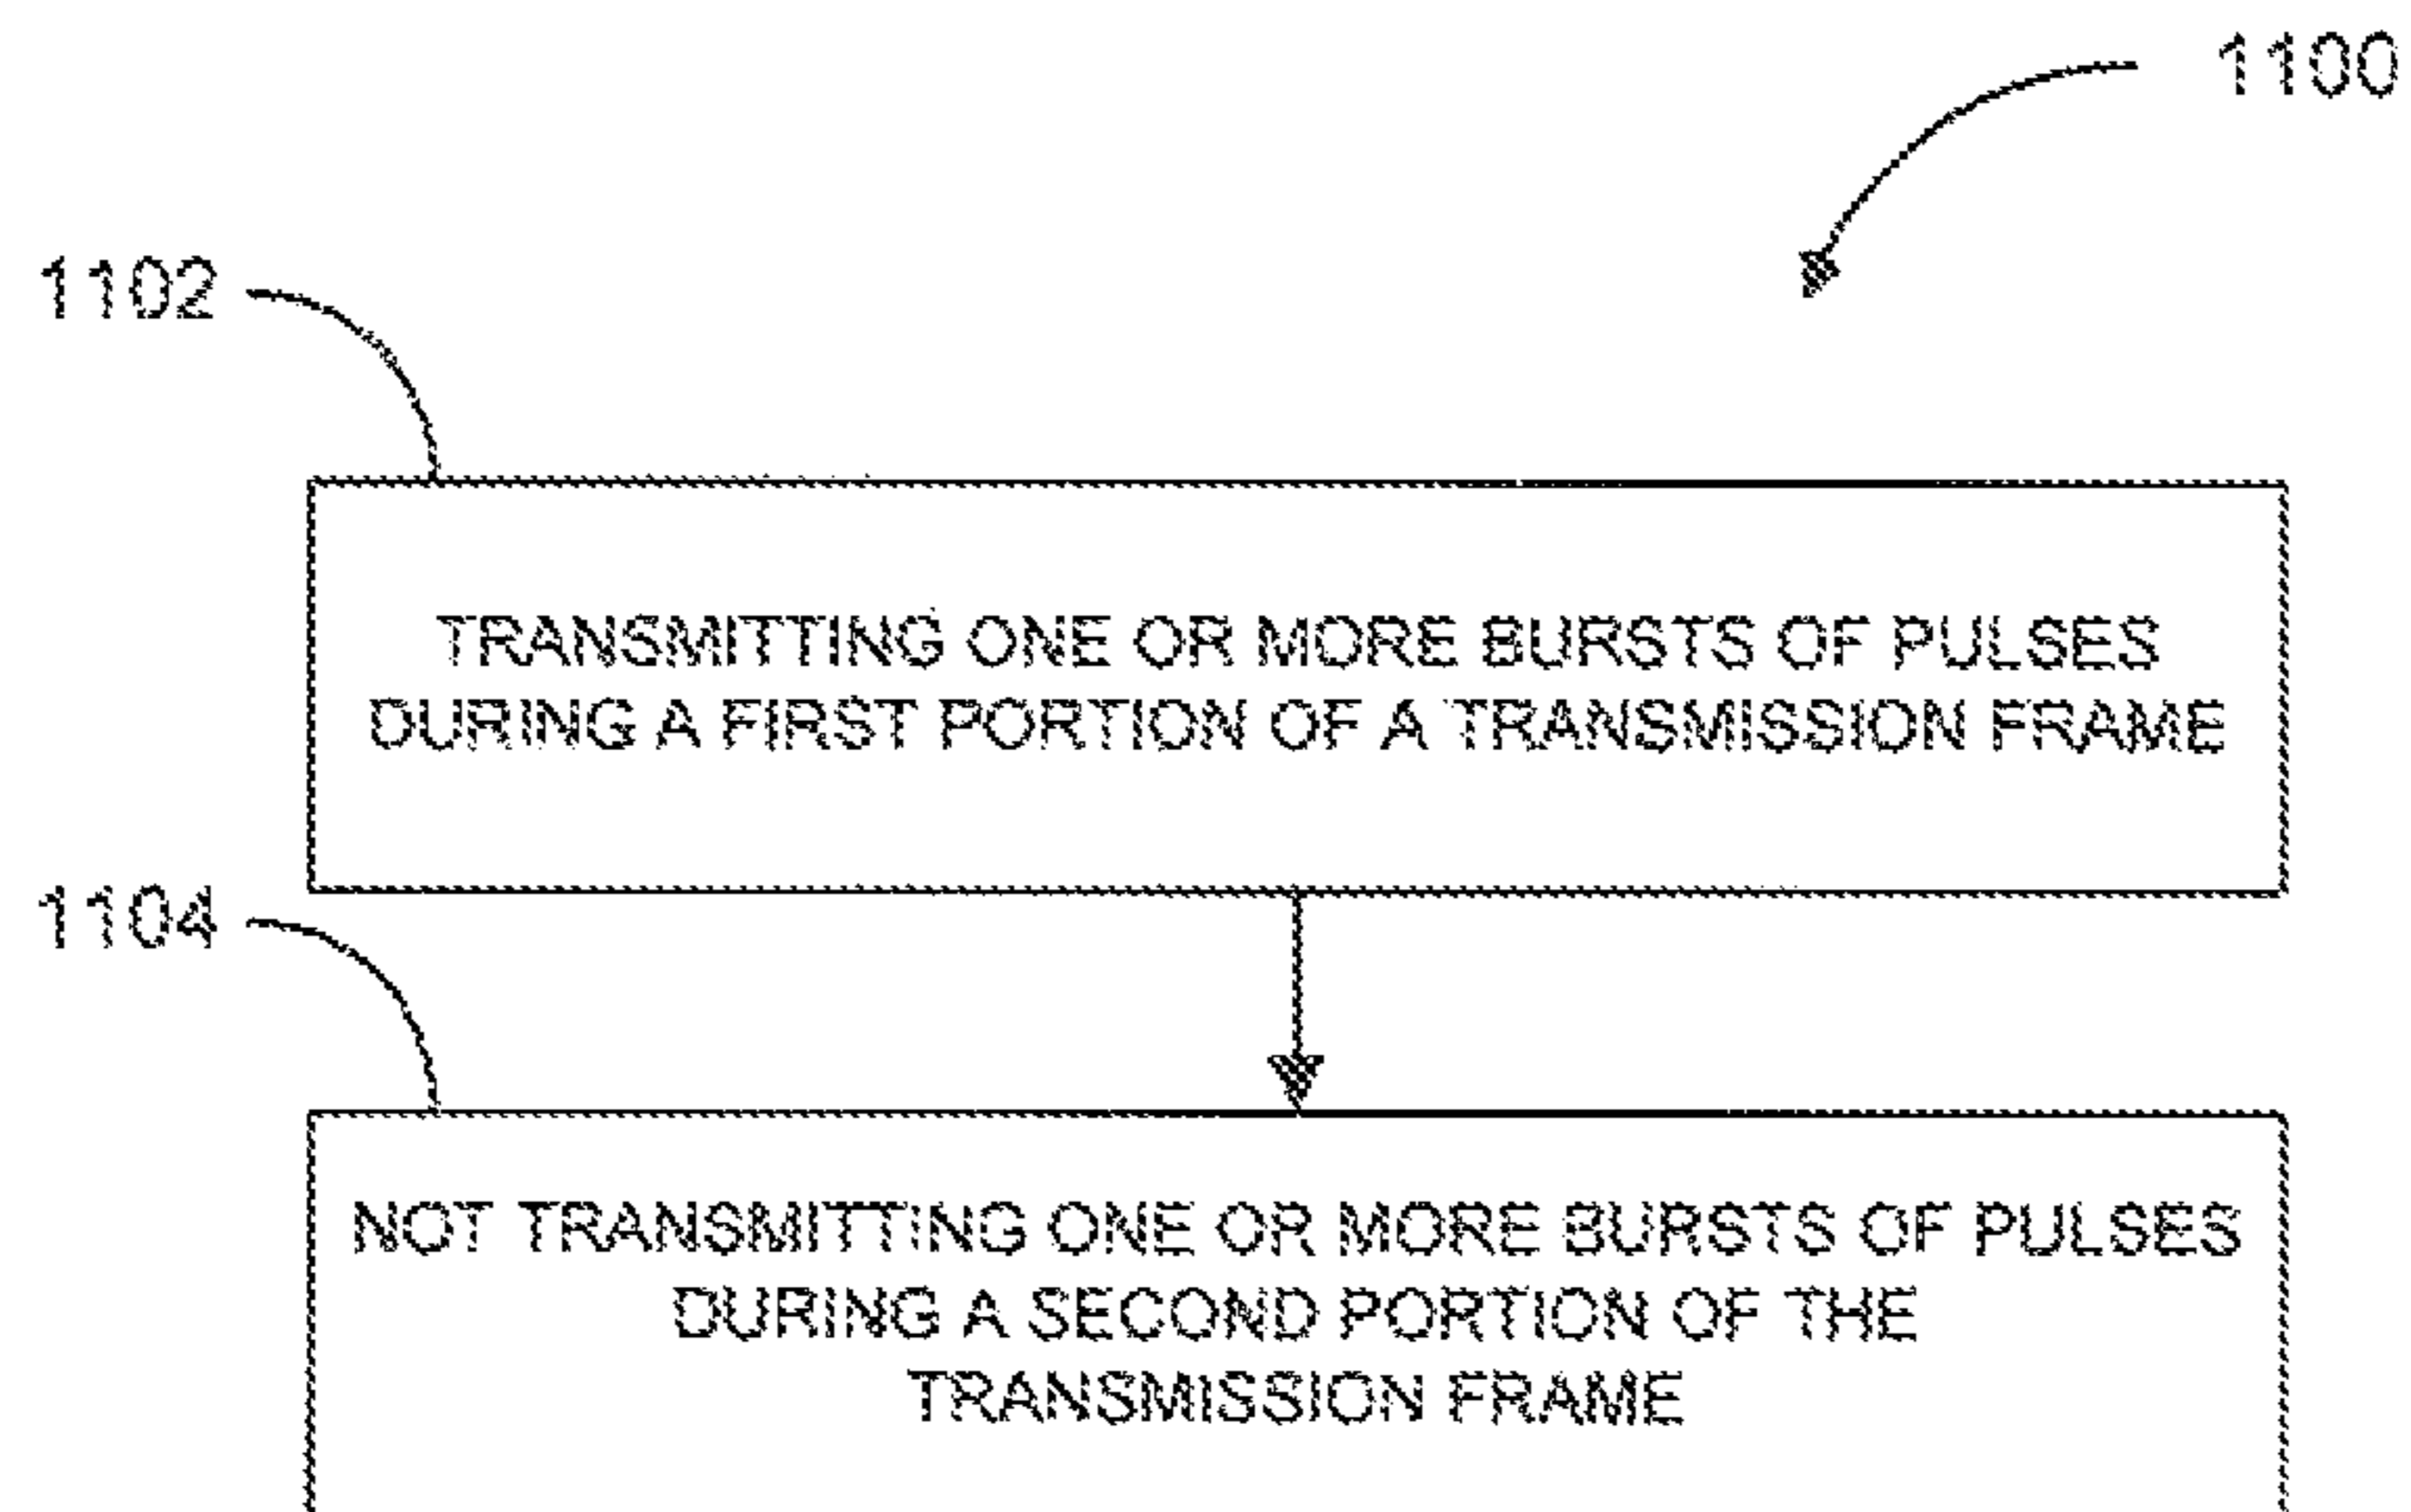 1100
1102
TRANSMITTING ONE OR MORE BURSTS OF PULSES
DURING A FIRST PORTION OF A TRANSMISSION FRAME
1104
NOT TRANSMITTING ONE OR MORE BURSTS OF PULSES
DURING A SECOND PORTION OF THE
TRANSMISSION FRAME